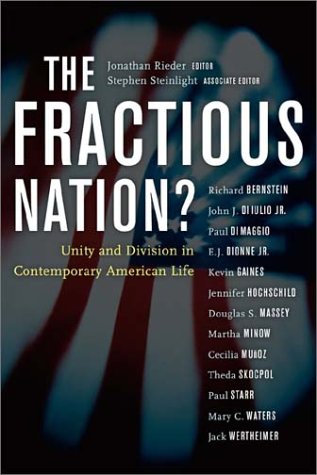 Jonathan Rieder EDITOR
Stephen Steinlight ASSOCIATE EDITOR
THE
FRACTIOUS
NATION?
Unity and Division in
Contemporary American Life
Richard BERNSTEIN
John J. DI IULIO JR.
Paul DI MAGGIO
E.J. DIONNE JR.
Kevin GAINES
Jennifer HOCHSCHILD
Douglas S. MASSEY
Martha MINOW
Cecilia MUÑOZ
Theda SKOCPOL
Paul STARR
Mary C. WATERS
Jack WERTHEIMER